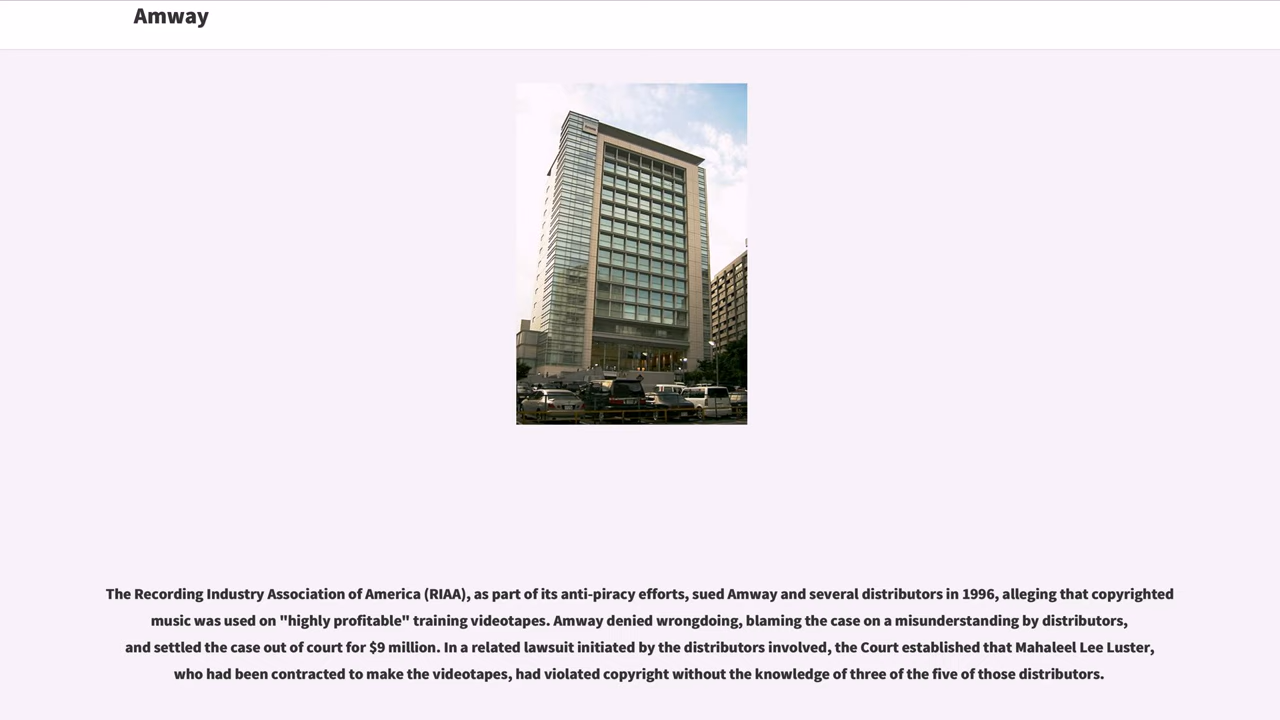 Amway
The Recording Industry Association of America (RIAA), as part of its anti-piracy efforts, sued Amway and several distributors in 1996, alleging that copyrighted
music was used on "highly profitable" training videotapes. Amway denied wrongdoing, blaming the case on a misunderstanding by distributors,
and settled the case out of court for $9 million. In a related lawsuit initiated by the distributors involved, the Court established that Mahaleel Lee Luster,
who had been contracted to make the videotapes, had violated copyright without the knowledge of three of the five of those distributors.